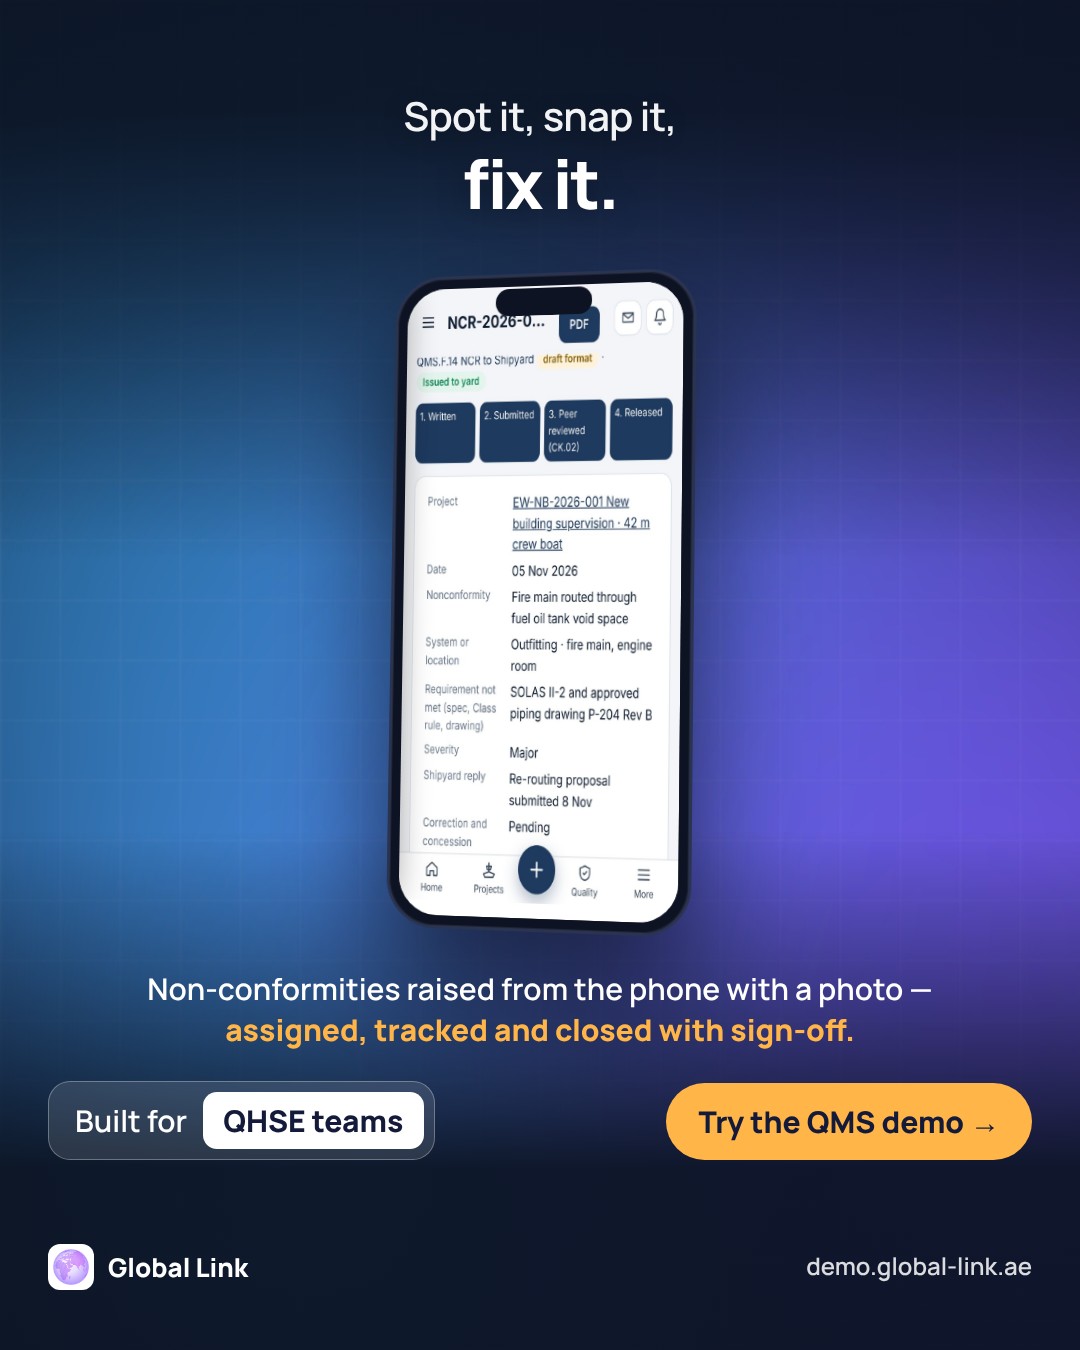 Spot it, snap it,
fix it.
NCR-2026-0...
PDF
QMS.F.14 NCR to Shipyard draft format ·
Issued to yard
1. Written
2. Submitted
3. Peer reviewed (CK.02)
4. Released
Project
EW-NB-2026-001 New
building supervision · 42 m
crew boat
Date
05 Nov 2026
Nonconformity
Fire main routed through
fuel oil tank void space
System or
location
Outfitting · fire main, engine
room
Requirement not
met (spec, Class
rule, drawing)
SOLAS II-2 and approved
piping drawing P-204 Rev B
Severity
Major
Shipyard reply
Re-routing proposal
submitted 8 Nov
Correction and
concession
Pending
+
Home
Projects
Quality
More
Non-conformities raised from the phone with a photo —
assigned, tracked and closed with sign-off.
Built for QHSE teams
Try the QMS demo →
Global Link
demo.global-link.ae